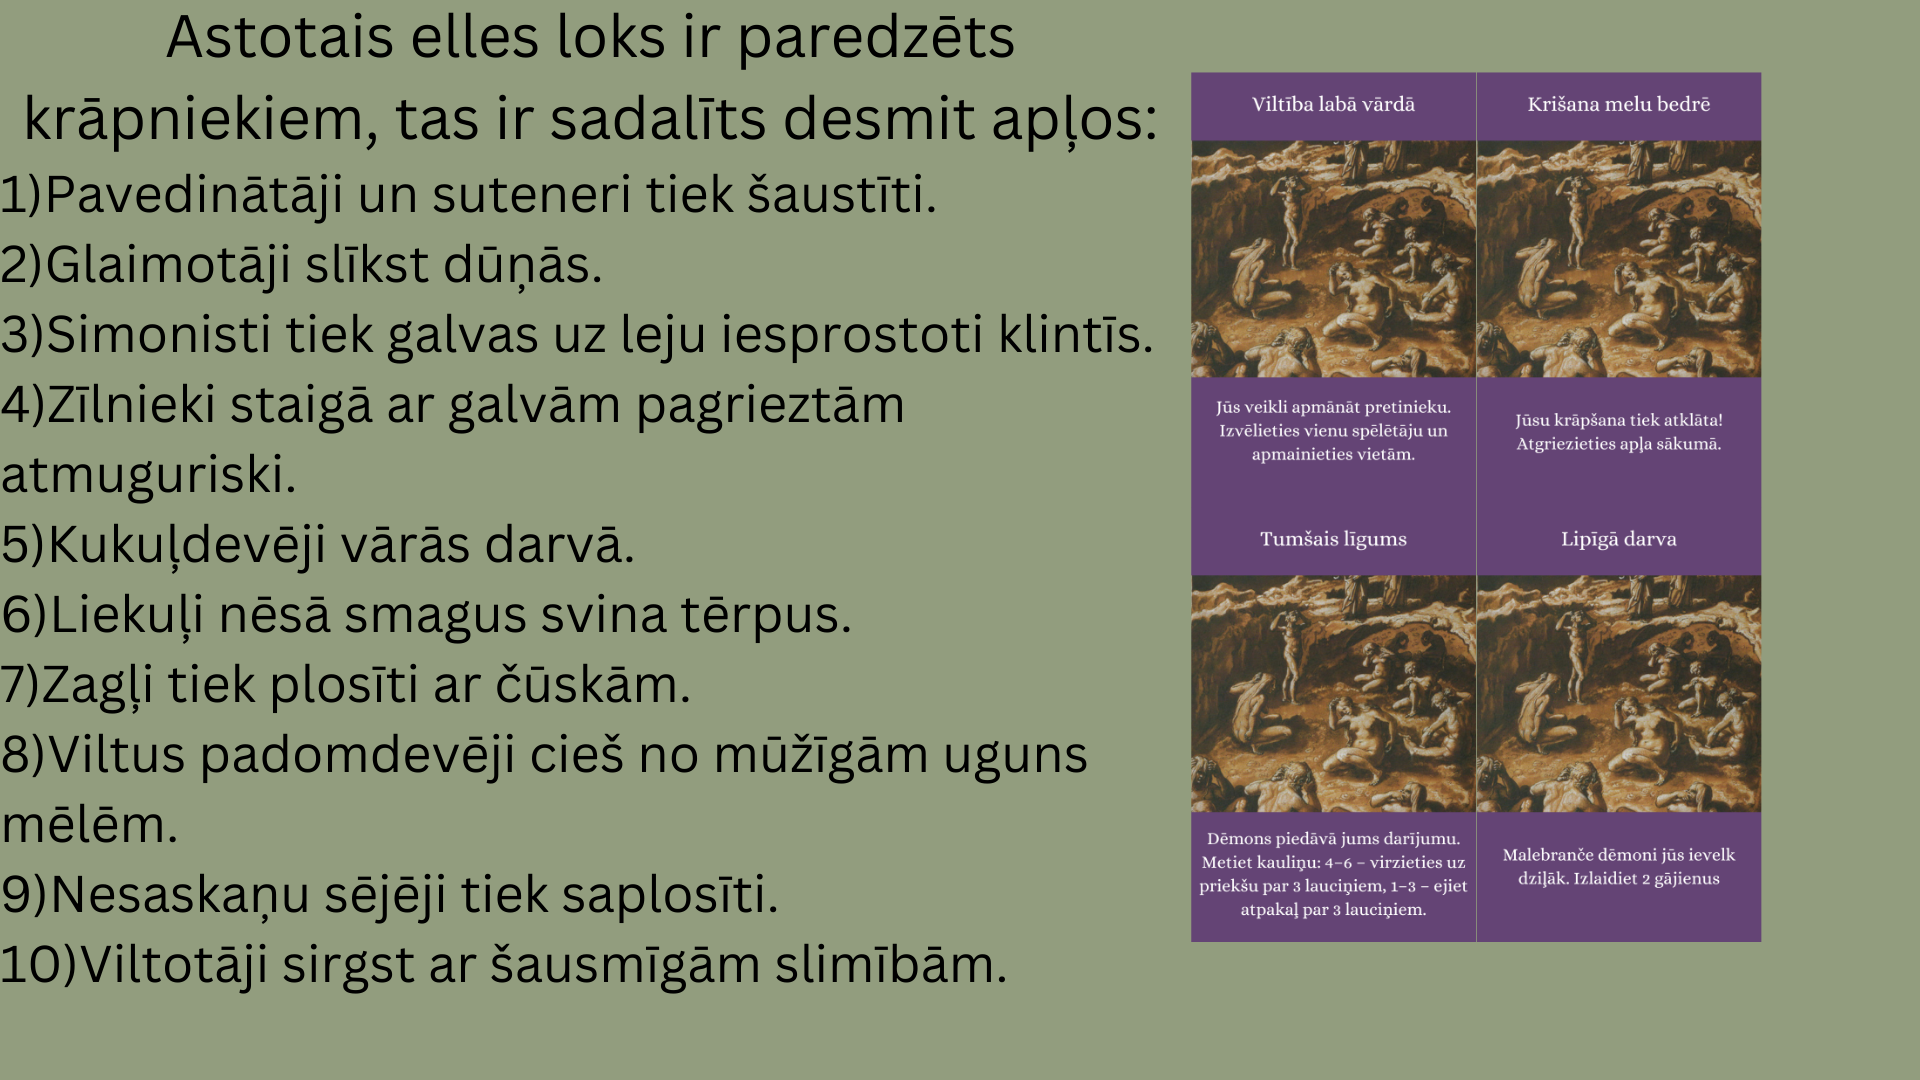 Astotais elles loks ir paredzēts
krāpniekiem, tas ir sadalīts desmit apļos:
1)Pavedinātāji un suteneri tiek šaustīti.
2)Glaimotāji slīkst dūņās.
3)Simonisti tiek galvas uz leju iesprostoti klintīs.
4)Zīlnieki staigā ar galvām pagrieztām
atmuguriski.
5)Kukuļdevēji vārās darvā.
6)Liekuļi nēsā smagus svina tērpus.
7)Zagļi tiek plosīti ar čūskām.
8)Viltus padomdevēji cieš no mūžīgām uguns
mēlēm.
9)Nesaskaņu sējēji tiek saplosīti.
10)Viltotāji sirgst ar šausmīgām slimībām.
Viltība labā vārdā
Jūs veikli apmānāt pretinieku.
Izvēlieties vienu spēlētāju un
apmainieties vietām.
Krišana melu bedrē
Jūsu krāpšana tiek atklāta!
Atgriezieties apļa sākumā.
Tumšais līgums
Dēmons piedāvā jums darījumu.
Metiet kauliņu: 4–6 – virzieties uz
priekšu par 3 lauciņiem, 1–3 – ejiet
atpakaļ par 3 lauciņiem.
Lipīgā darva
Malebranče dēmoni jūs ievelk
dziļāk. Izlaidiet 2 gājienus